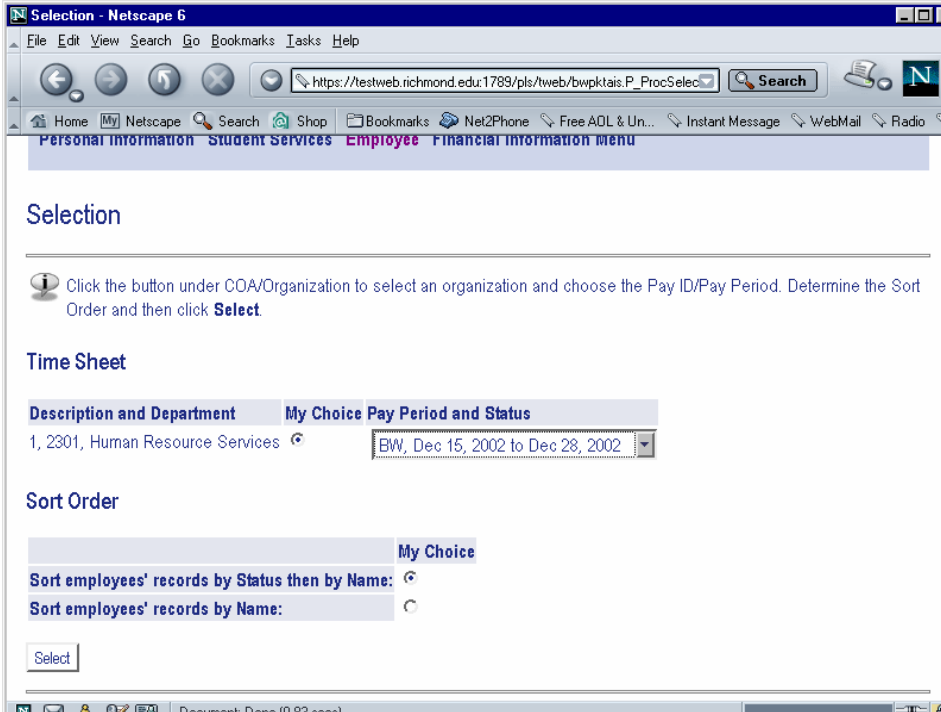 Selection - Netscape 6
File Edit View Search Go Bookmarks Tasks Help
https://testweb.richmond.edu:1789/pls/tweb/bwpktais.P_ProcSelec Search N
Home My Netscape Search Shop Bookmarks Net2Phone Free AOL & Un... Instant Message WebMail Radio
Personal Information Student Services Employee Financial Information Menu
Selection
Click the button under COA/Organization to select an organization and choose the Pay ID/Pay Period. Determine the Sort
Order and then click Select.
Time Sheet
Description and Department My Choice Pay Period and Status
1, 2301, Human Resource Services BW, Dec 15, 2002 to Dec 28, 2002
Sort Order
My Choice
Sort employees' records by Status then by Name:
Sort employees' records by Name:
Select
Document: Done (0.83 secs)